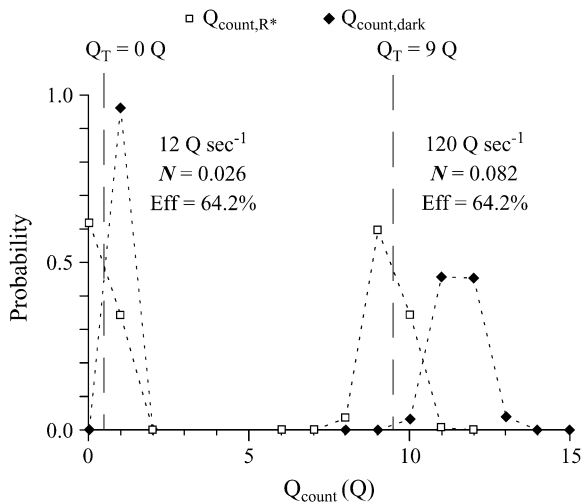 Q_count,R* Q_count,dark
Q_T = 0 Q Q_T = 9 Q
1.0
12 Q sec⁻¹ 120 Q sec⁻¹
N = 0.026 N = 0.082
Eff = 64.2% Eff = 64.2%
Probability
0.5
0.0
0 5 10 15
Q_count (Q)